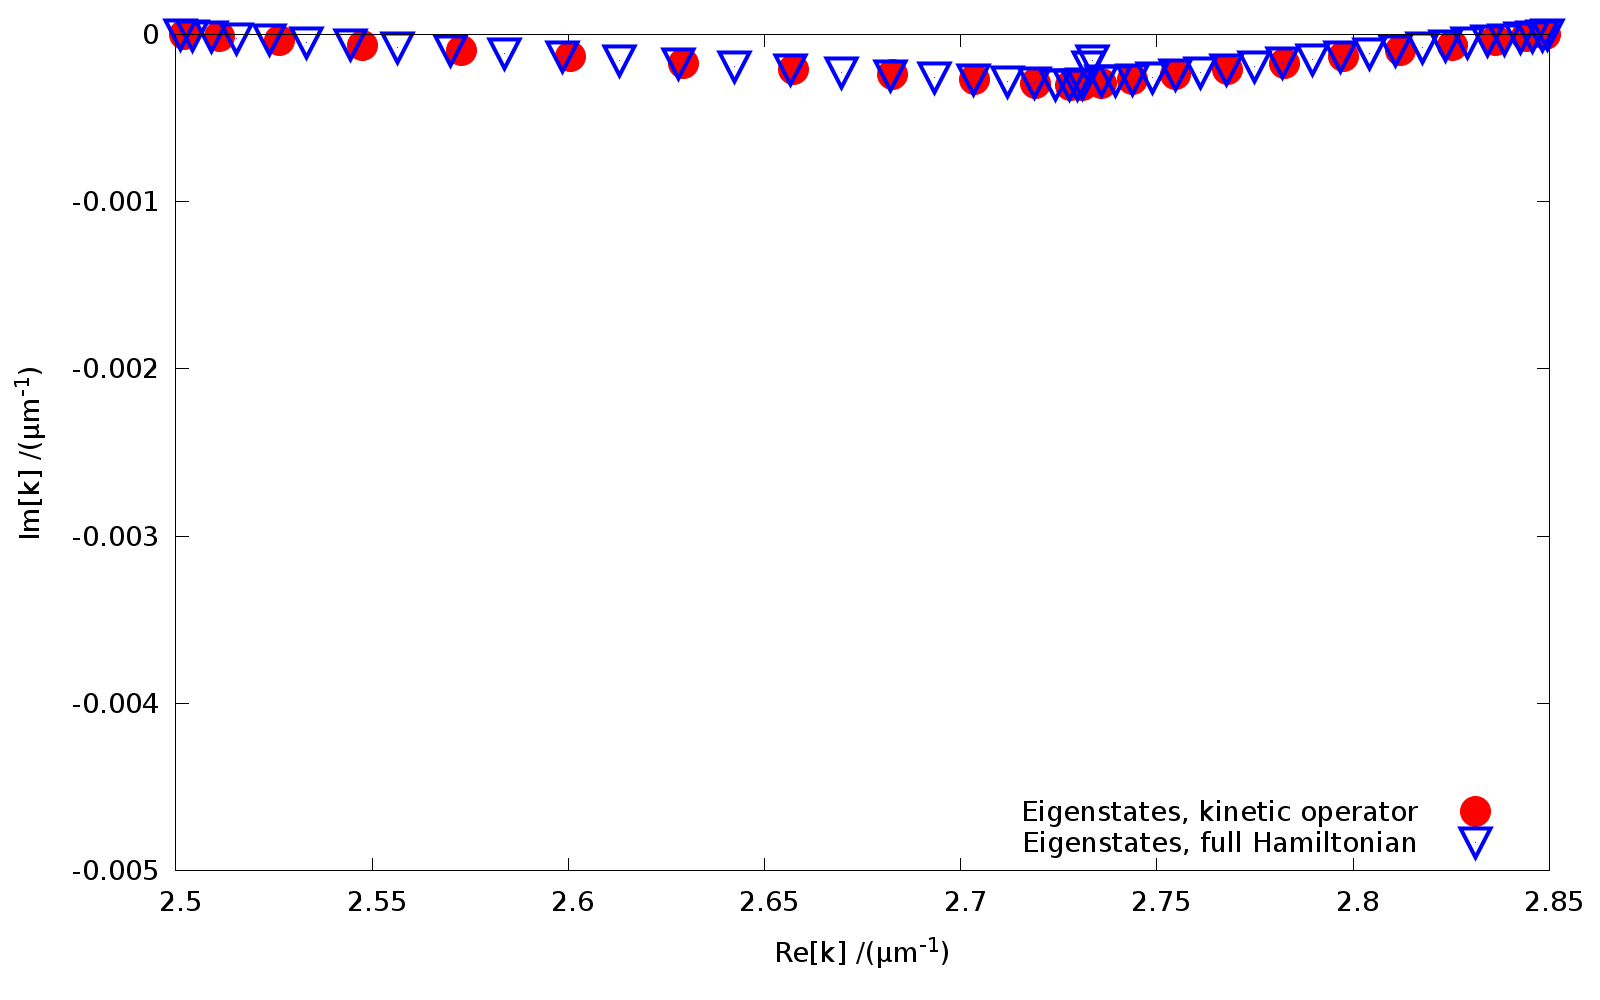 0
-0.001
-0.002
-0.003
-0.004
-0.005
2.5 2.55 2.6 2.65 2.7 2.75 2.8 2.85
Im[k] /(µm⁻¹)
Re[k] /(µm⁻¹)
Eigenstates, kinetic operator
Eigenstates, full Hamiltonian